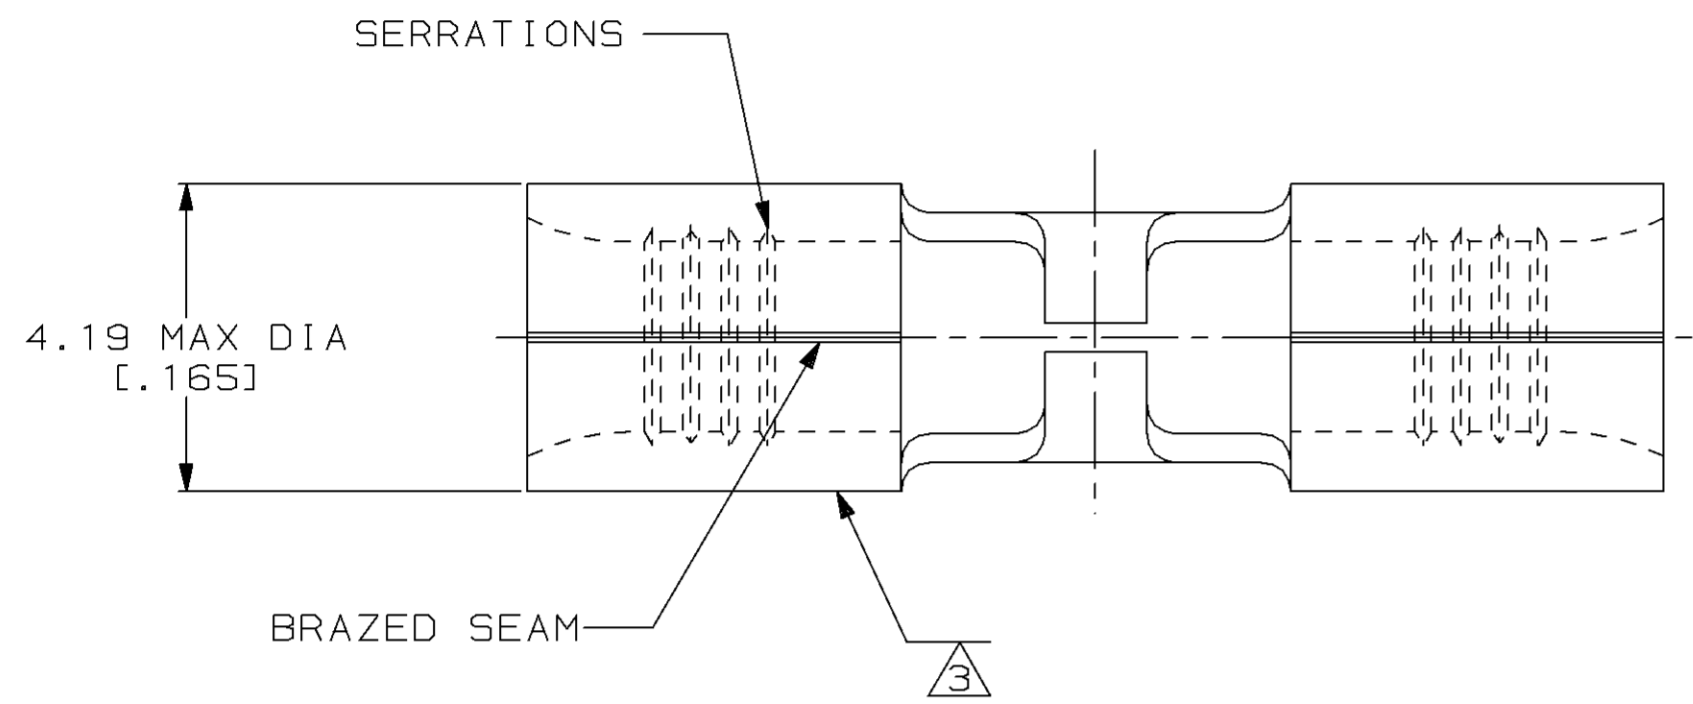 SERRATIONS
4.19 MAX DIA
[.165]
BRAZED SEAM
3